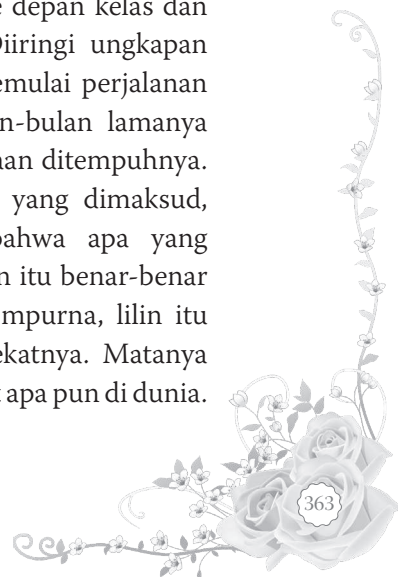 depan kelas dan
Diiringi ungkapan
emulai perjalanan
n-bulan lamanya
nan ditempuhnya.
yang dimaksud,
bahwa apa yang
n itu benar-benar
mpurna, lilin itu
ekatnya. Matanya
apa pun di dunia.
363